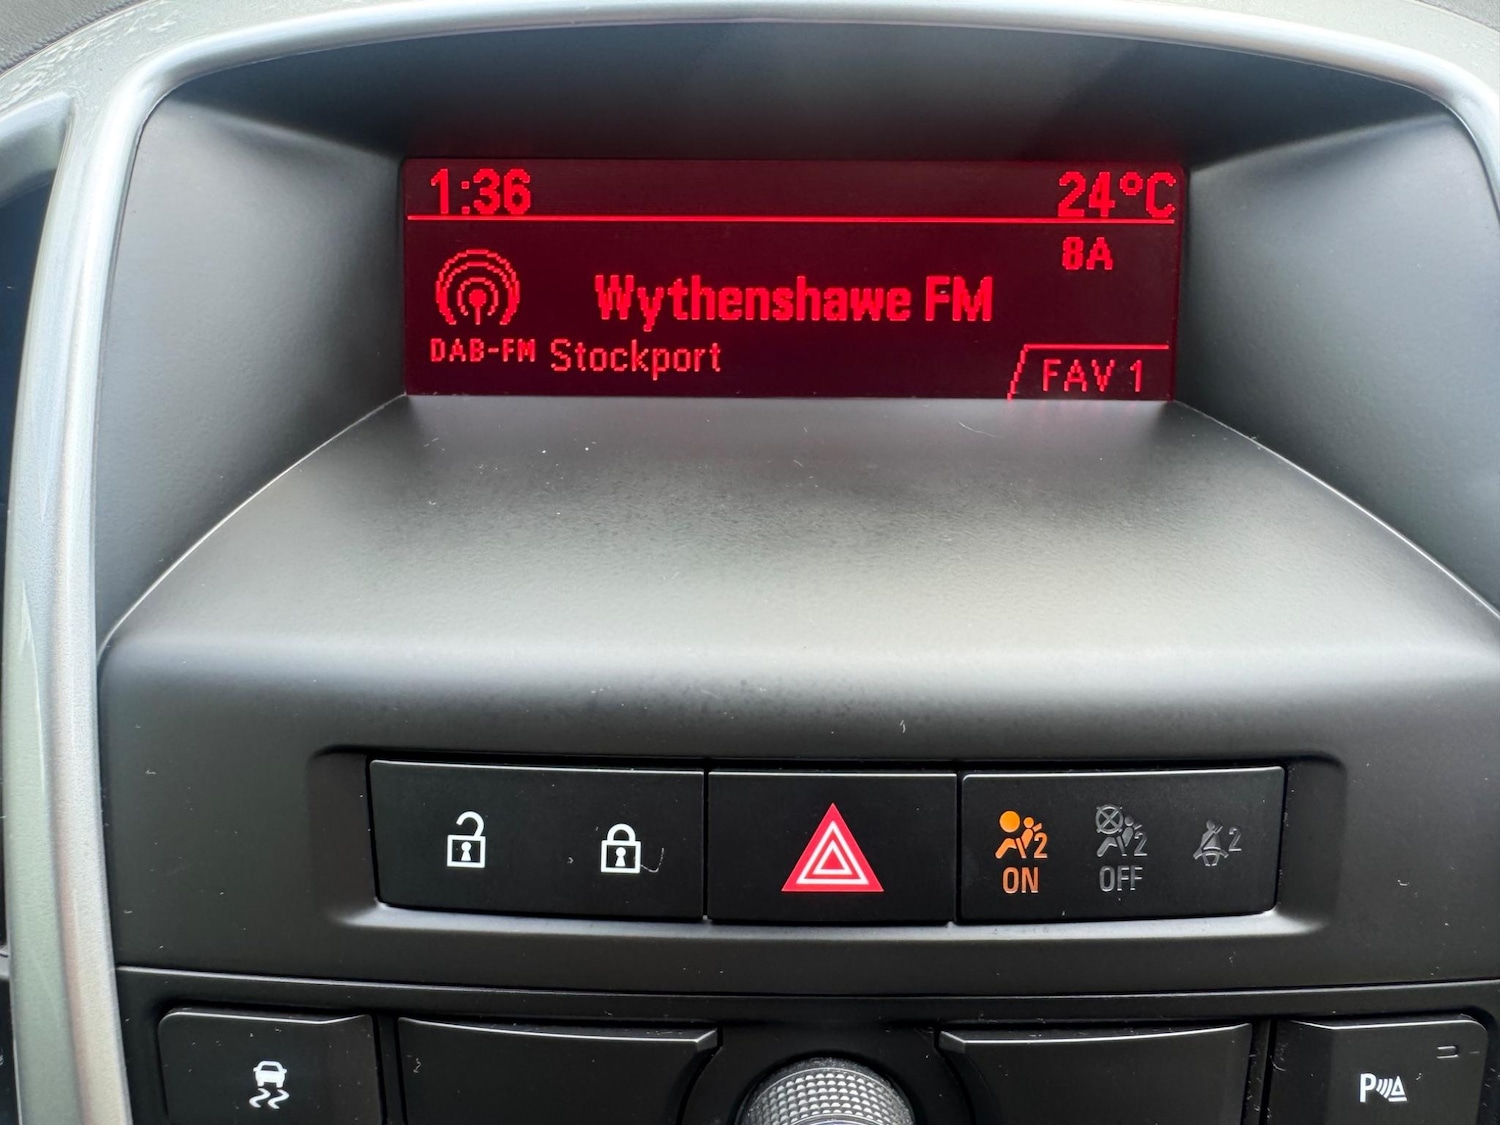 1:36 24°C
8A
Wythenshawe FM
DAB-FM Stockport
FAV 1
2 2 2
ON OFF
P